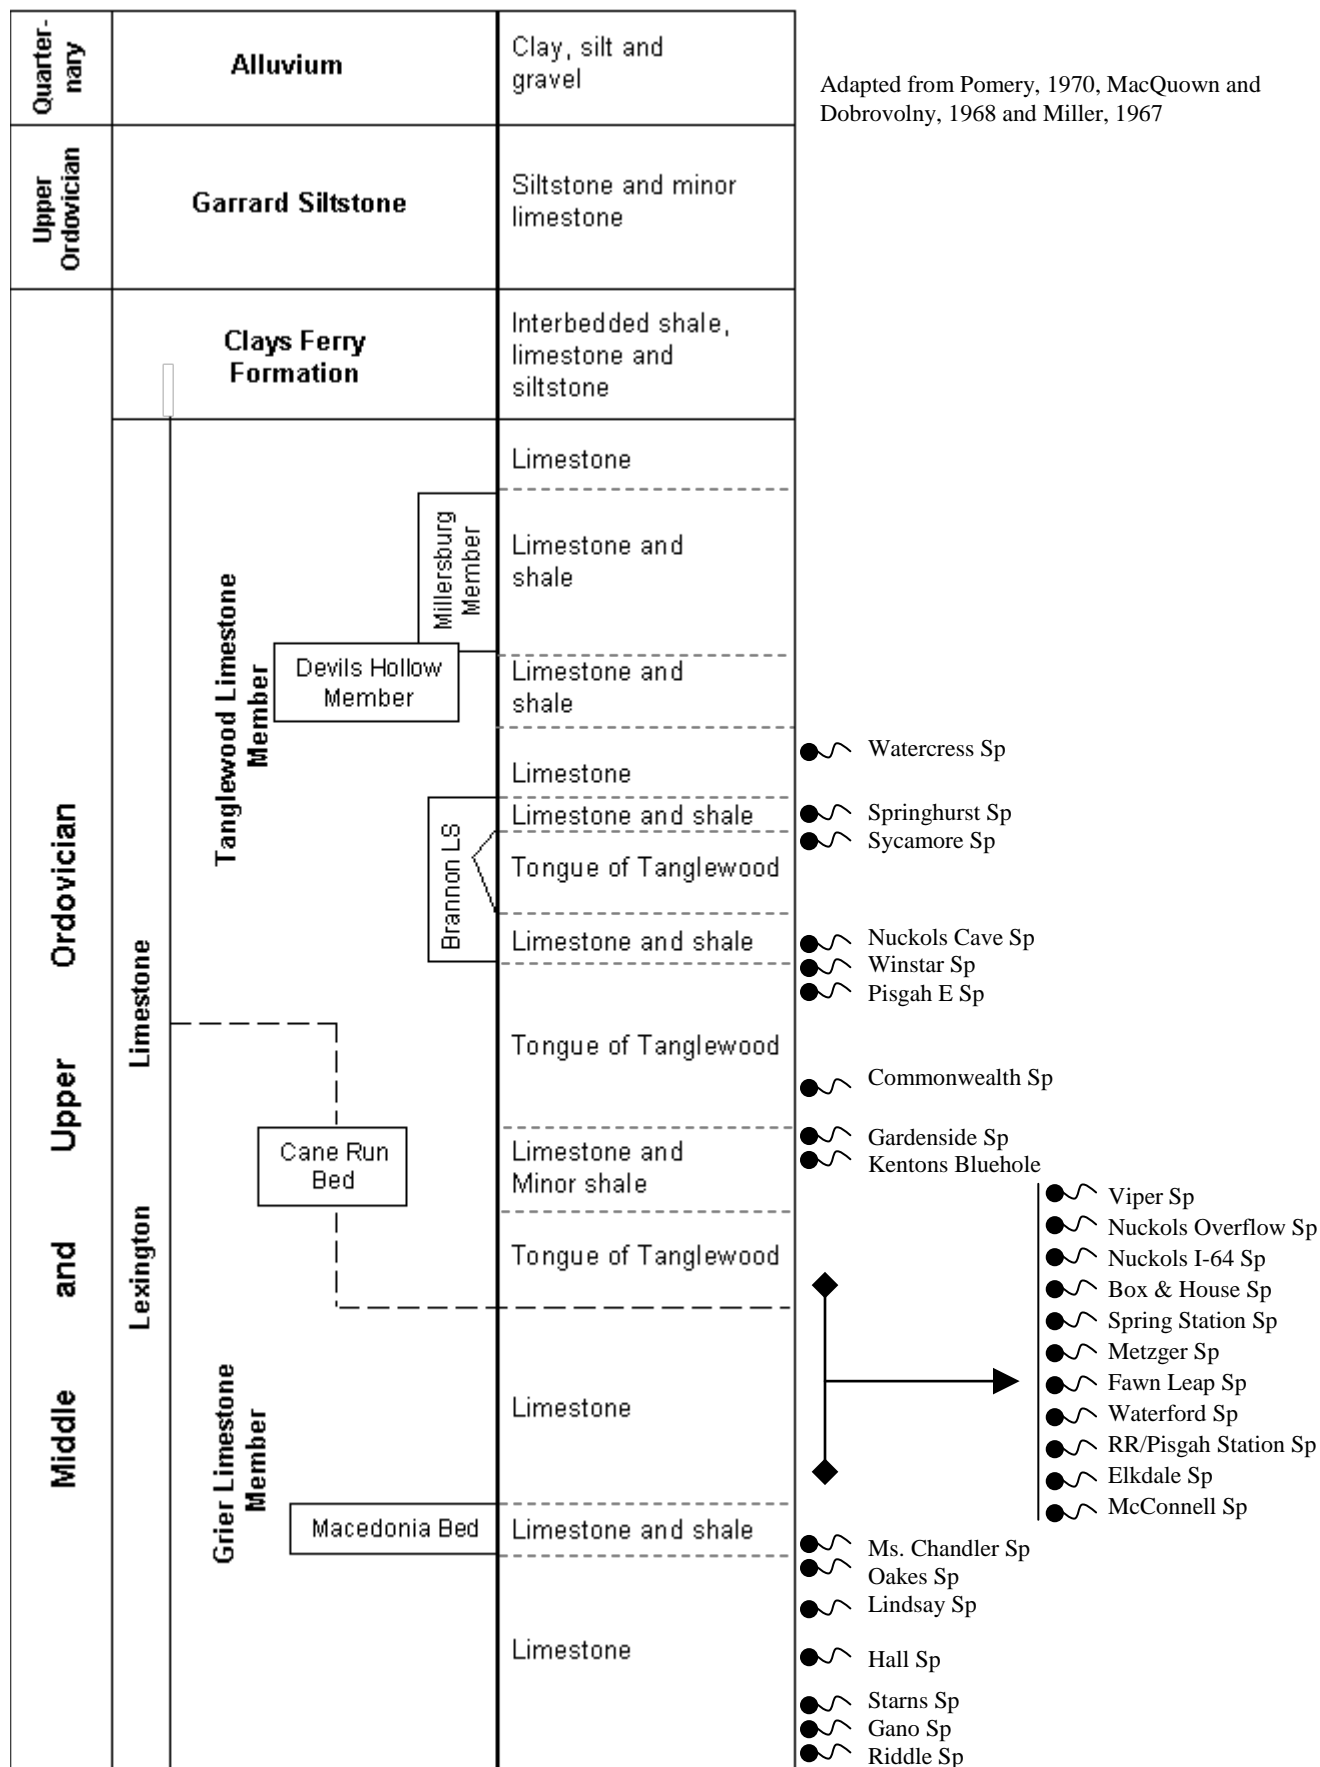 Quarter-
nary
Alluvium
Clay, silt and
gravel
Adapted from Pomery, 1970, MacQuown and
Dobrovolny, 1968 and Miller, 1967
Upper
Ordovician
Garrard Siltstone
Siltstone and minor
limestone
Middle and Upper Ordovician
Clays Ferry
Formation
Interbedded shale,
limestone and
siltstone
Lexington Limestone
Tanglewood Limestone
Member
Limestone
Millersburg
Member
Limestone and
shale
Devils Hollow
Member
Limestone and
shale
Limestone
Watercress Sp
Brannon LS
Limestone and shale
Springhurst Sp
Sycamore Sp
Tongue of Tanglewood
Limestone and shale
Nuckols Cave Sp
Winstar Sp
Pisgah E Sp
Tongue of Tanglewood
Commonwealth Sp
Cane Run
Bed
Limestone and
Minor shale
Gardenside Sp
Kentons Bluehole
Tongue of Tanglewood
Viper Sp
Nuckols Overflow Sp
Nuckols I-64 Sp
Box & House Sp
Spring Station Sp
Metzger Sp
Fawn Leap Sp
Waterford Sp
RR/Pisgah Station Sp
Elkdale Sp
McConnell Sp
Grier Limestone
Member
Limestone
Macedonia Bed
Limestone and shale
Ms. Chandler Sp
Oakes Sp
Lindsay Sp
Limestone
Hall Sp
Starns Sp
Gano Sp
Riddle Sp